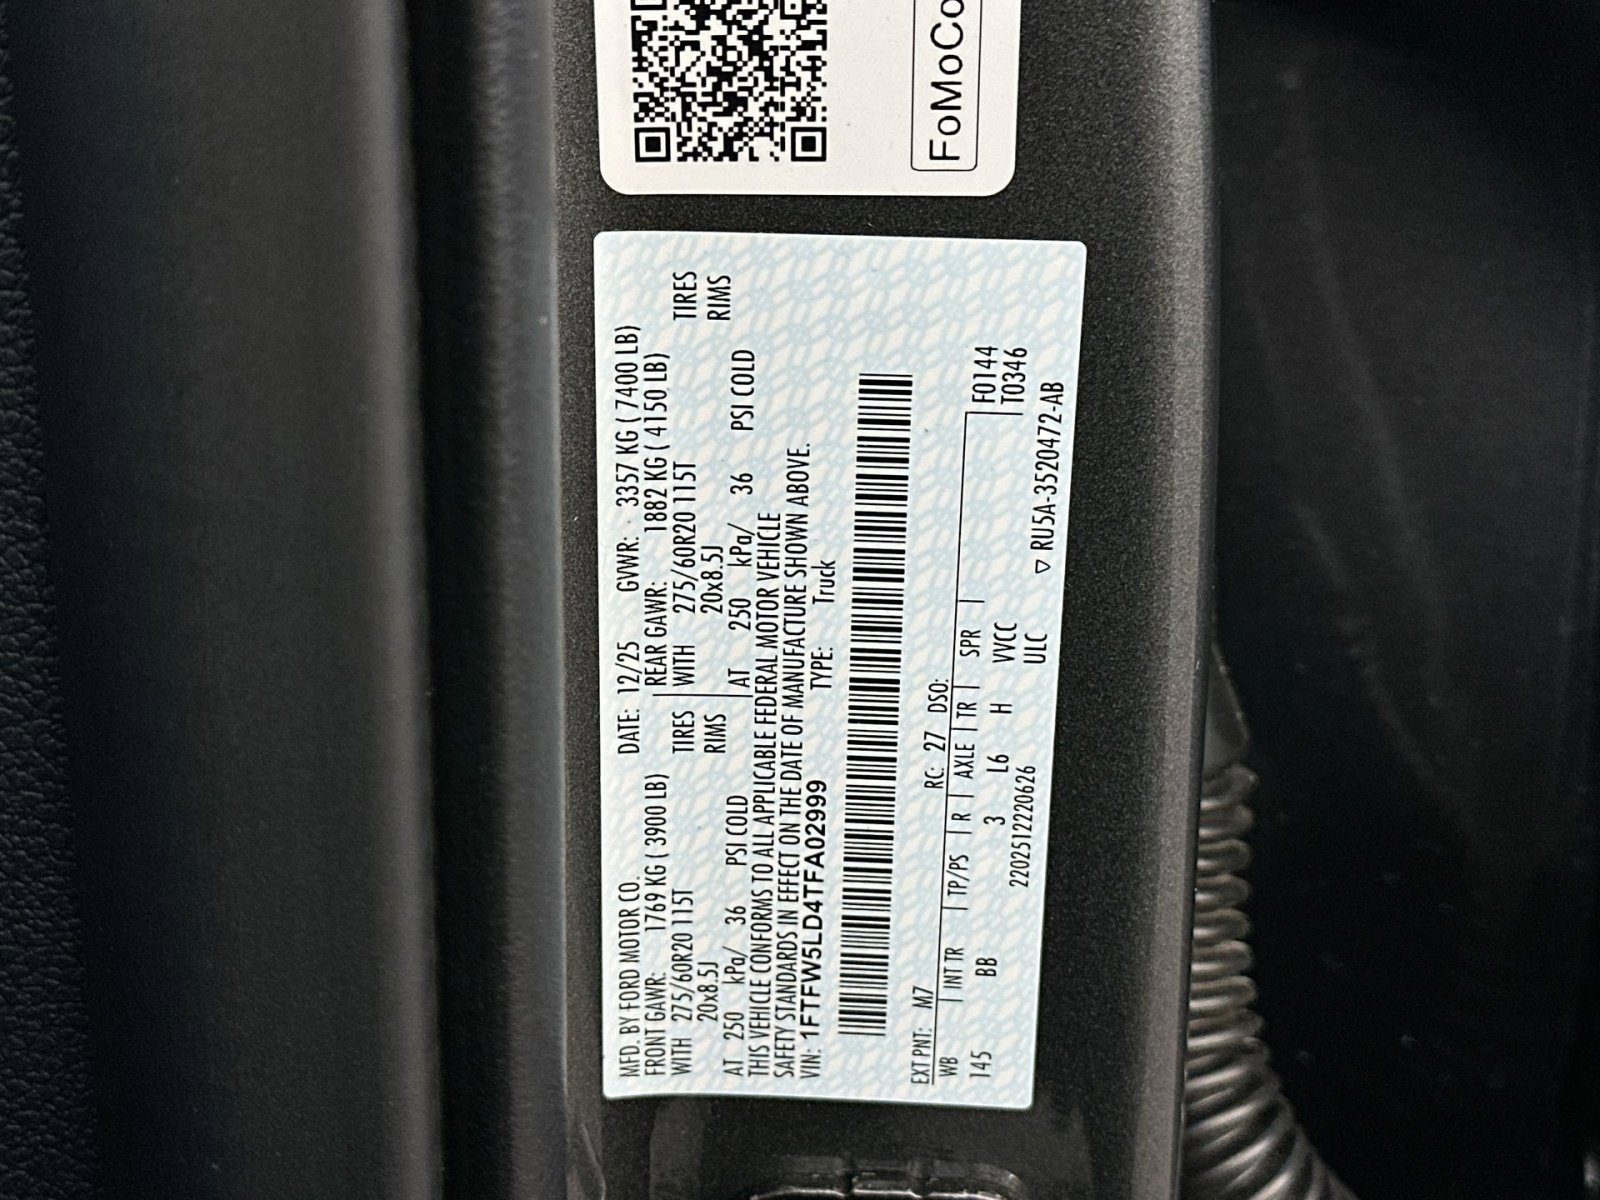 FoMoCo
MFD. BY FORD MOTOR CO. DATE: 12/25 GVWR: 3357 KG ( 7400 LB)
FRONT GAWR: 1769 KG ( 3900 LB) REAR GAWR: 1882 KG ( 4150 LB)
WITH 275/60R20 115T TIRES WITH 275/60R20 115T TIRES
20x8.5J RIMS 20x8.5J RIMS
AT 250 kPa/ 36 PSI COLD AT 250 kPa/ 36 PSI COLD
THIS VEHICLE CONFORMS TO ALL APPLICABLE FEDERAL MOTOR VEHICLE
SAFETY STANDARDS IN EFFECT ON THE DATE OF MANUFACTURE SHOWN ABOVE.
VIN: 1FTFW5LD4TFA02999 TYPE: Truck
EXT PNT: M7 RC: 27 DSO:
WB INT TR TP/PS R AXLE TR SPR F0144
145 BB 3 L6 H VVCC T0346
22025122220626 ULC ▽ RU5A-3520472-AB